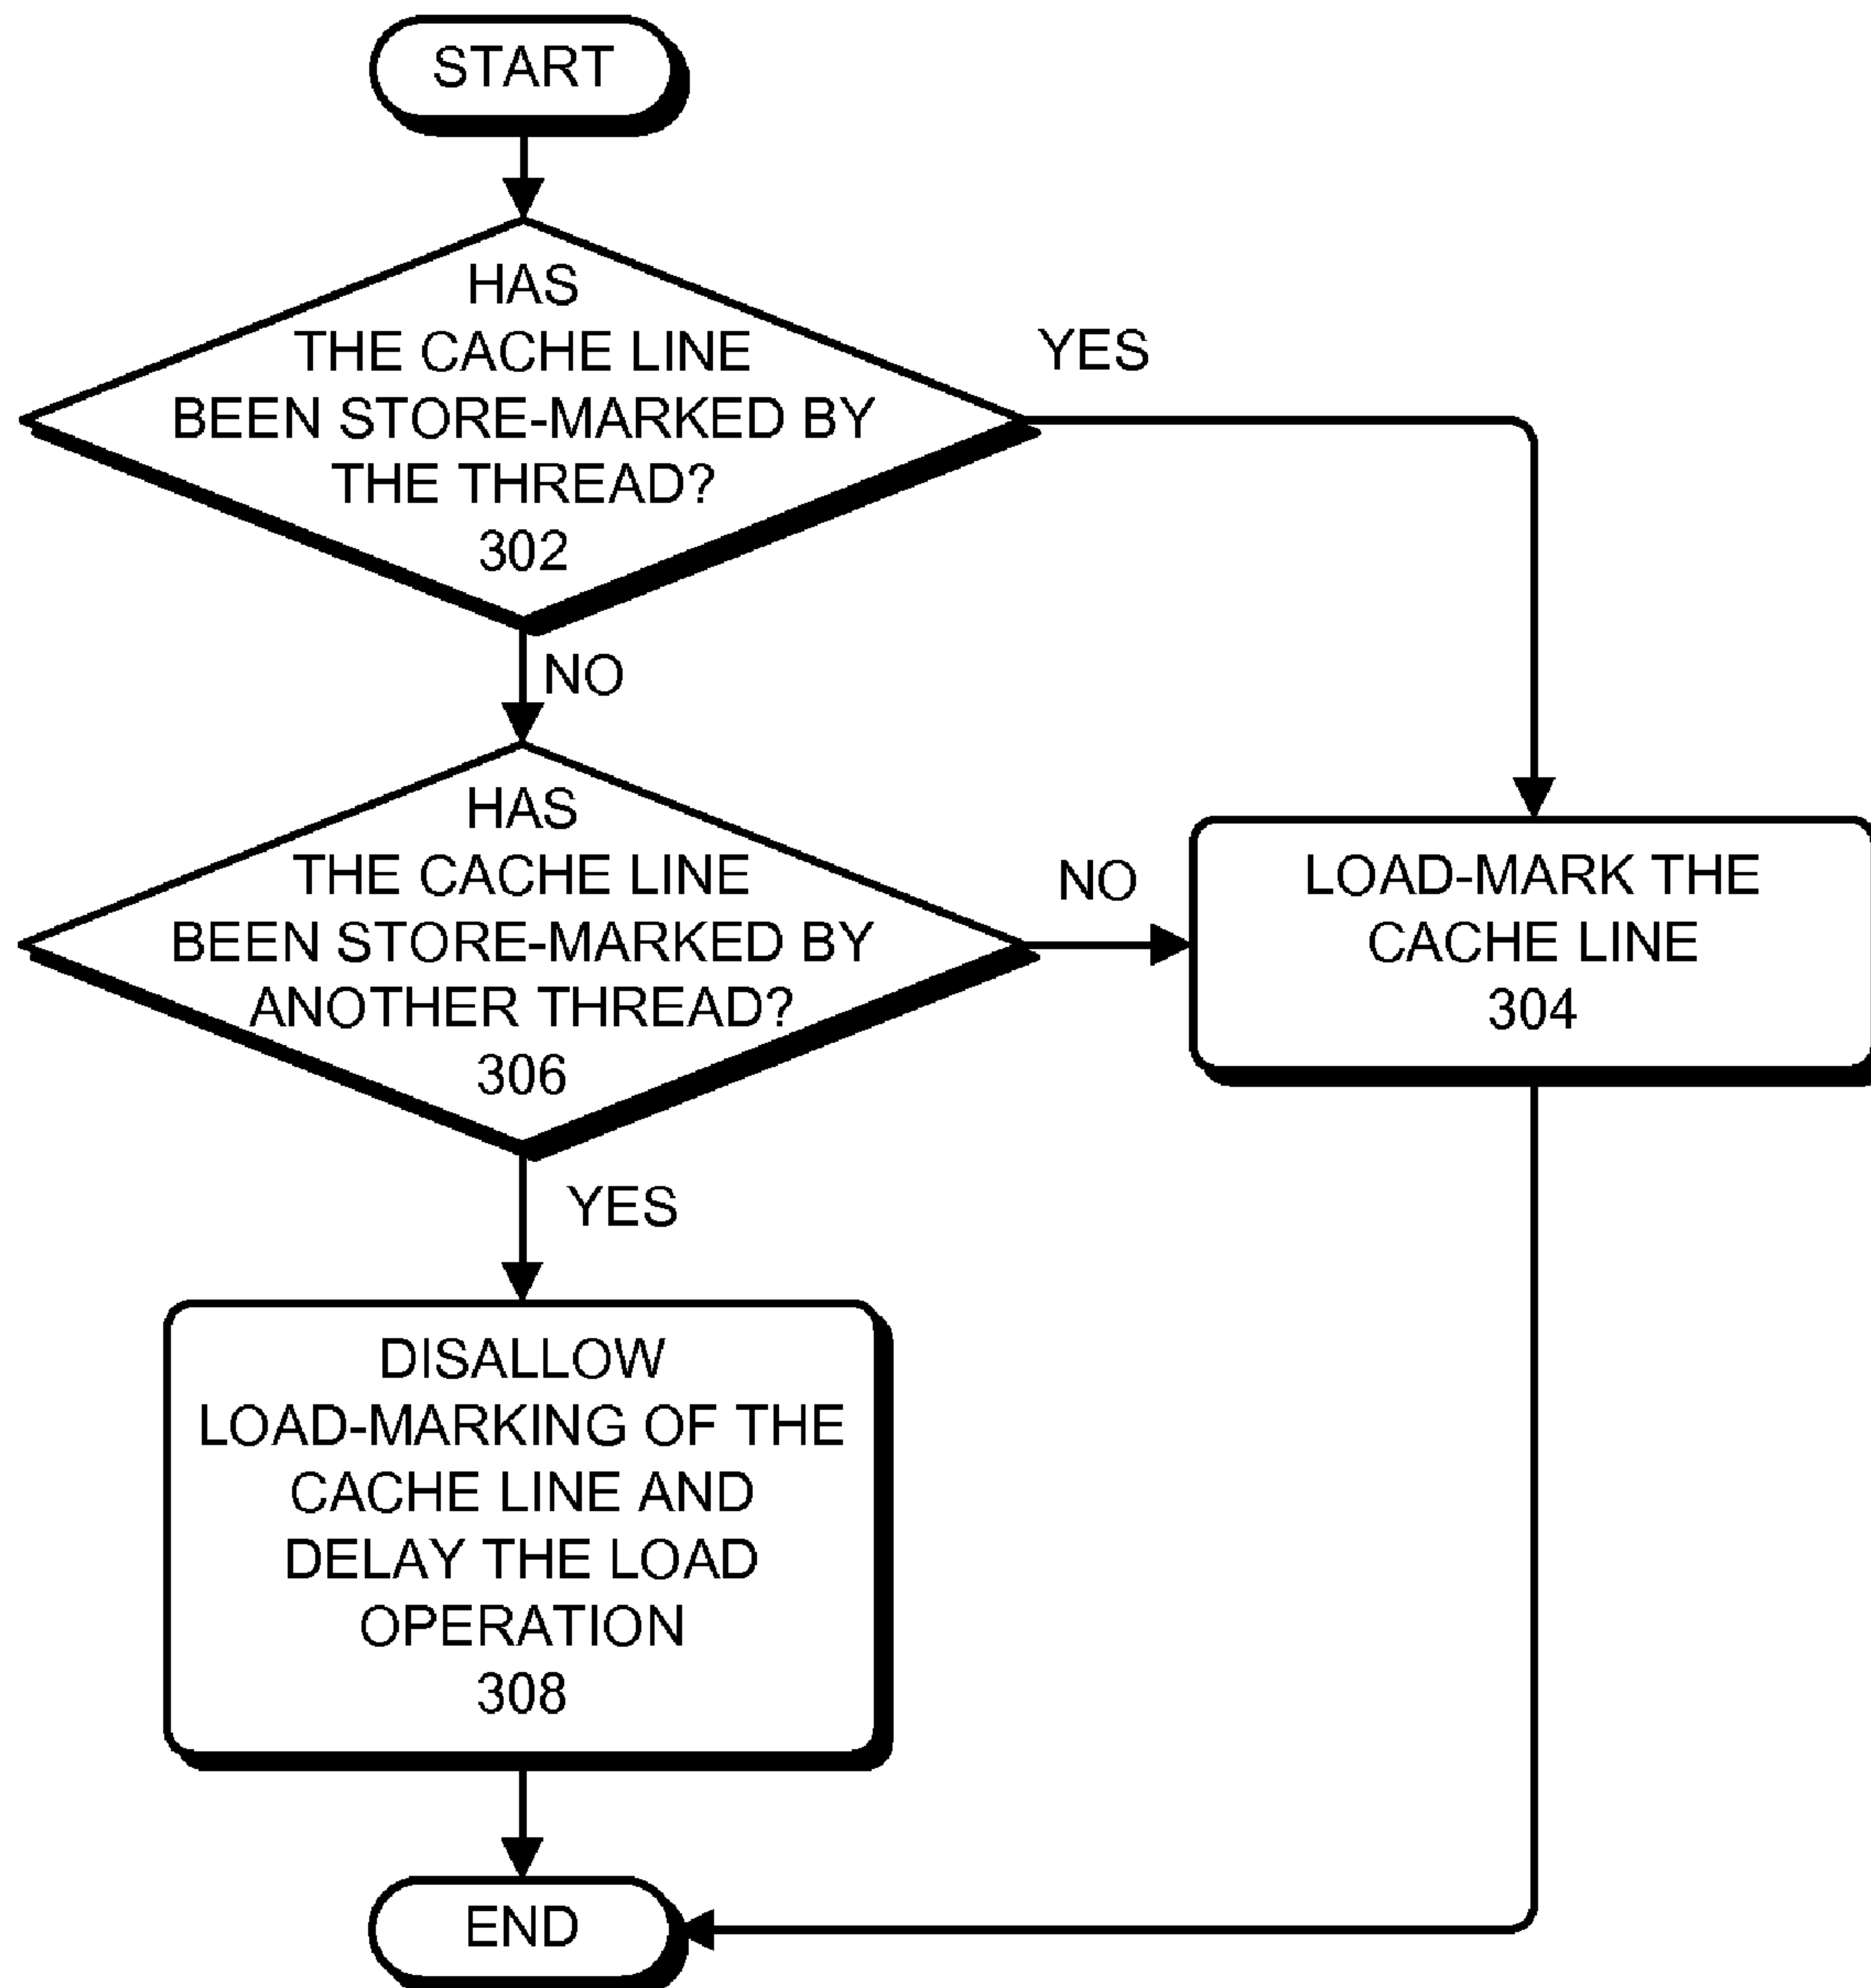 START
HAS
THE CACHE LINE
BEEN STORE-MARKED BY
THE THREAD?
302
YES
NO
HAS
THE CACHE LINE
BEEN STORE-MARKED BY
ANOTHER THREAD?
306
NO
LOAD-MARK THE
CACHE LINE
304
YES
DISALLOW
LOAD-MARKING OF THE
CACHE LINE AND
DELAY THE LOAD
OPERATION
308
END